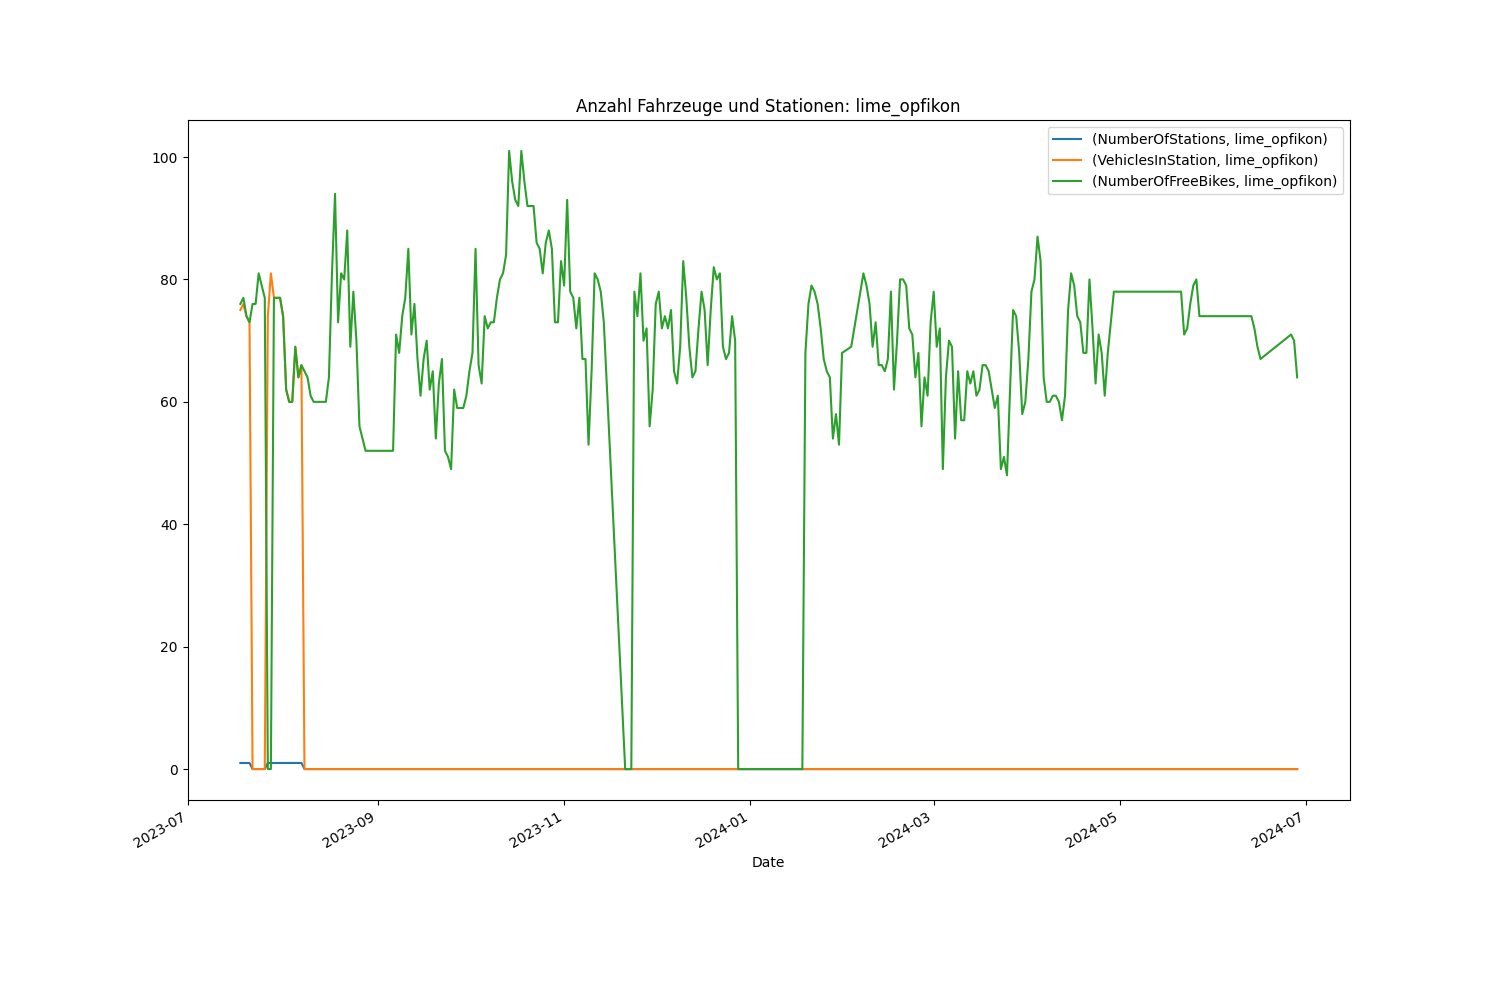 Anzahl Fahrzeuge und Stationen: lime_opfikon
(NumberOfStations, lime_opfikon)
(VehiclesInStation, lime_opfikon)
(NumberOfFreeBikes, lime_opfikon)
100
80
60
40
20
0
2023-07
2023-09
2023-11
2024-01
2024-03
2024-05
2024-07
Date